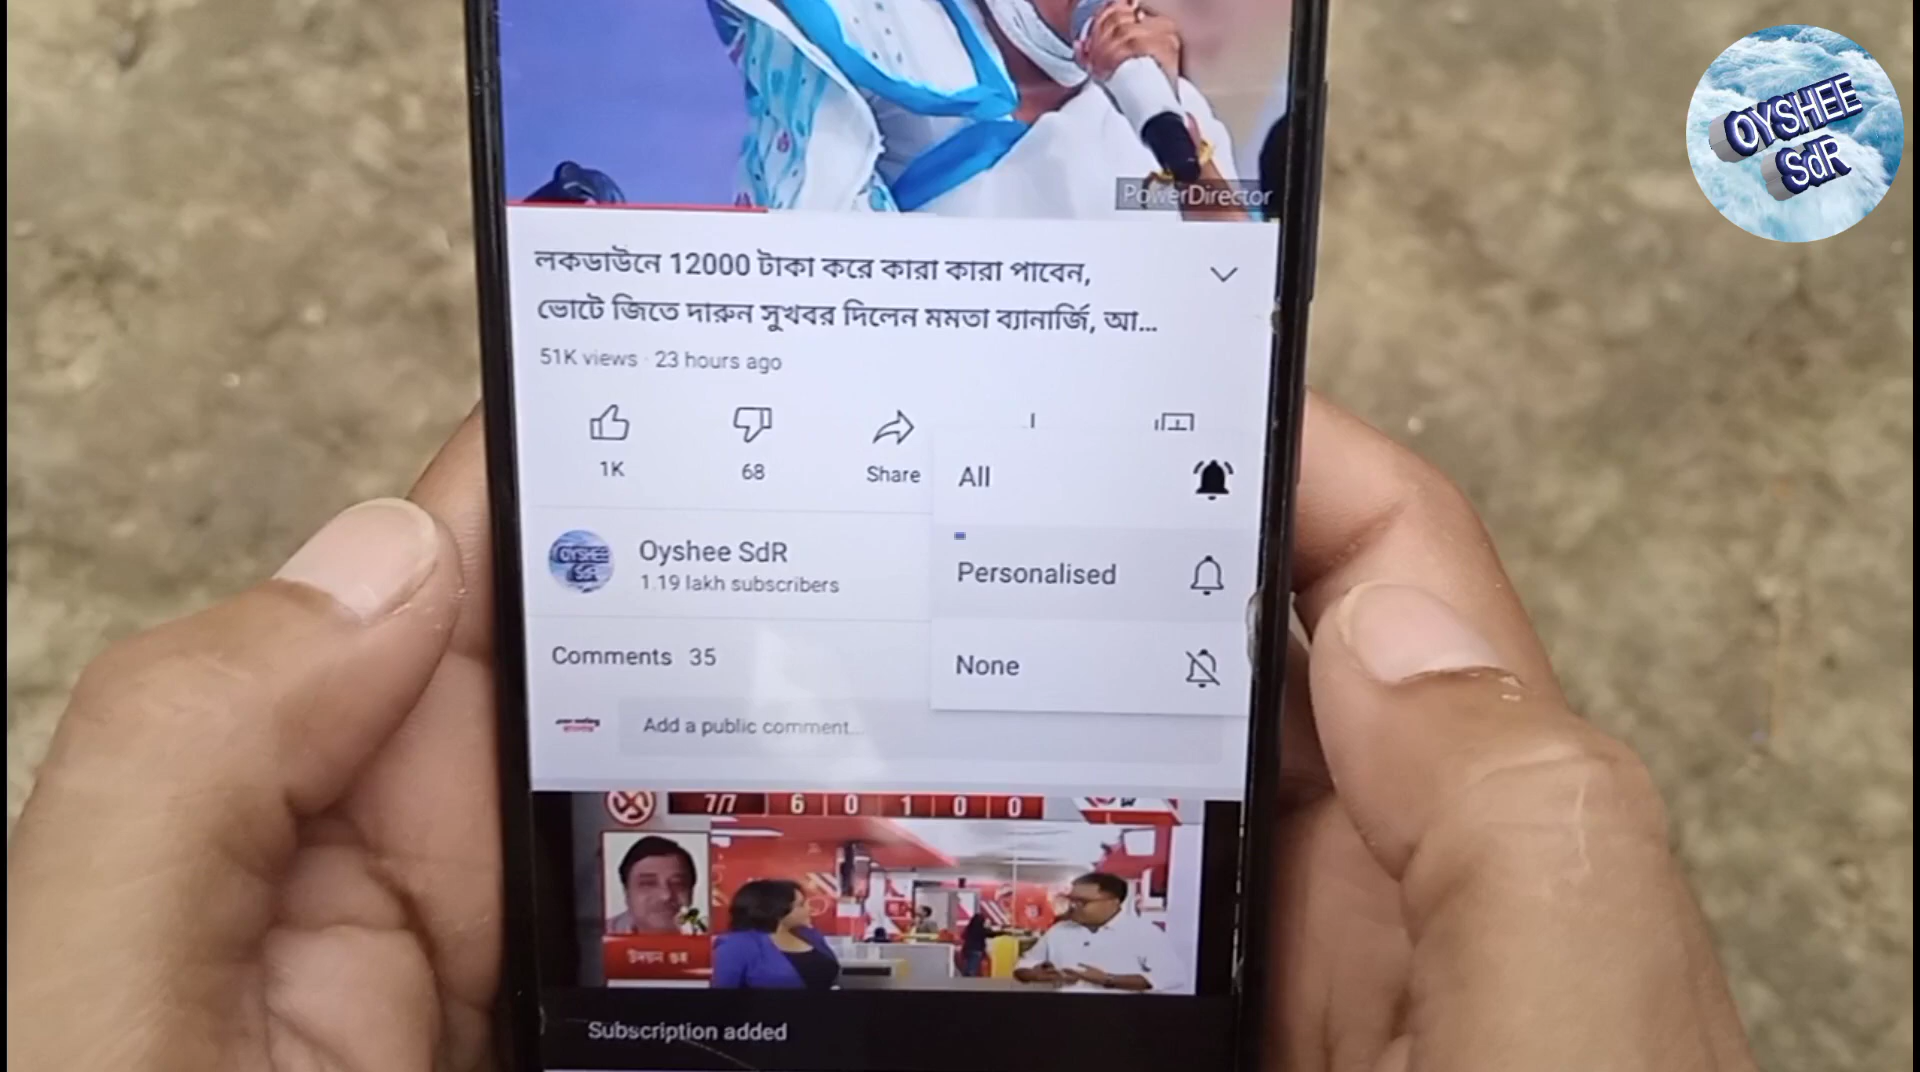 OYSHEE
SdR
PowerDirector
লকডাউনে 12000 টাকা করে কারা কারা পাবেন,
ভোটে জিতে দারুন সুখবর দিলেন মমতা ব্যানার্জি, আ...
51K views · 23 hours ago
1K
68
Share
All
Oyshee SdR
1.19 lakh subscribers
Personalised
Comments 35
None
Add a public comment...
7/7 6 0 1 0 0
Subscription added